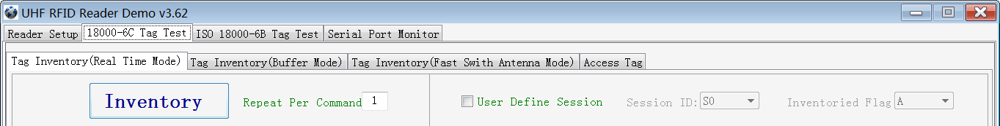 UHF RFID Reader Demo v3.62
Reader Setup 18000-6C Tag Test ISO 18000-6B Tag Test Serial Port Monitor
Tag Inventory(Real Time Mode) Tag Inventory(Buffer Mode) Tag Inventory(Fast Swith Antenna Mode) Access Tag
Inventory Repeat Per Command 1 User Define Session Session ID: S0 Inventoried Flag A